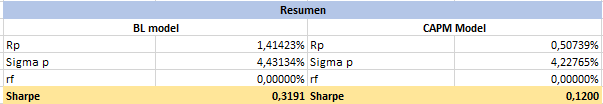 Resumen
BL model CAPM Model
Rp 1,41423% Rp 0,50739%
Sigma p 4,43134% Sigma p 4,22765%
rf 0,00000% rf 0,00000%
Sharpe 0,3191 Sharpe 0,1200